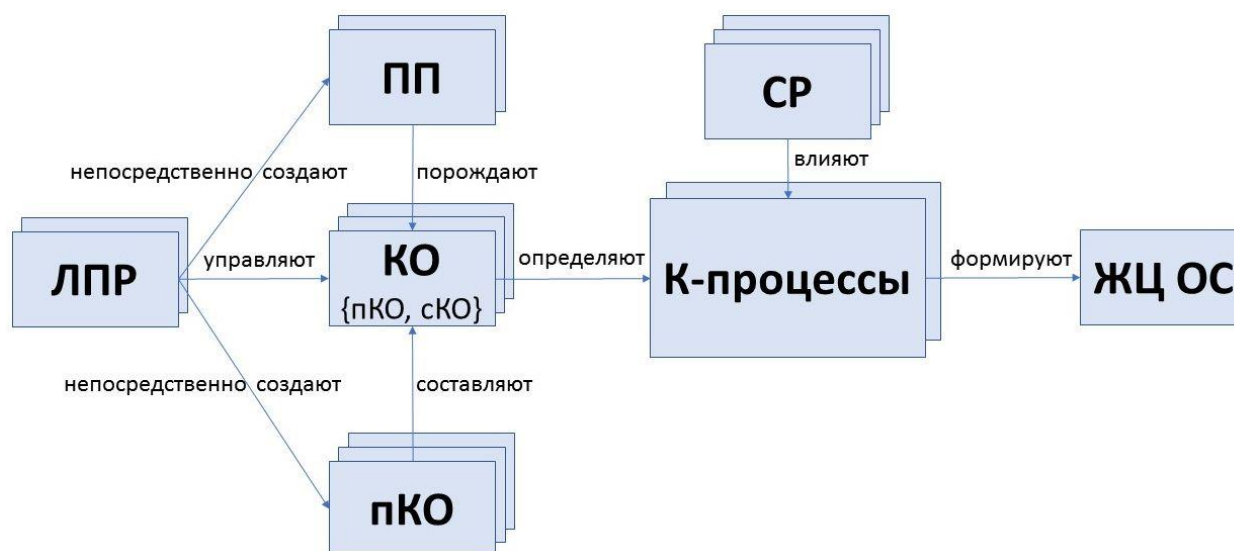 ПП
СР
непосредственно создают
порождают
влияют
ЛПР
управляют
КО
{пКО, сКО}
определяют
К-процессы
формируют
ЖЦ ОС
непосредственно создают
составляют
пКО